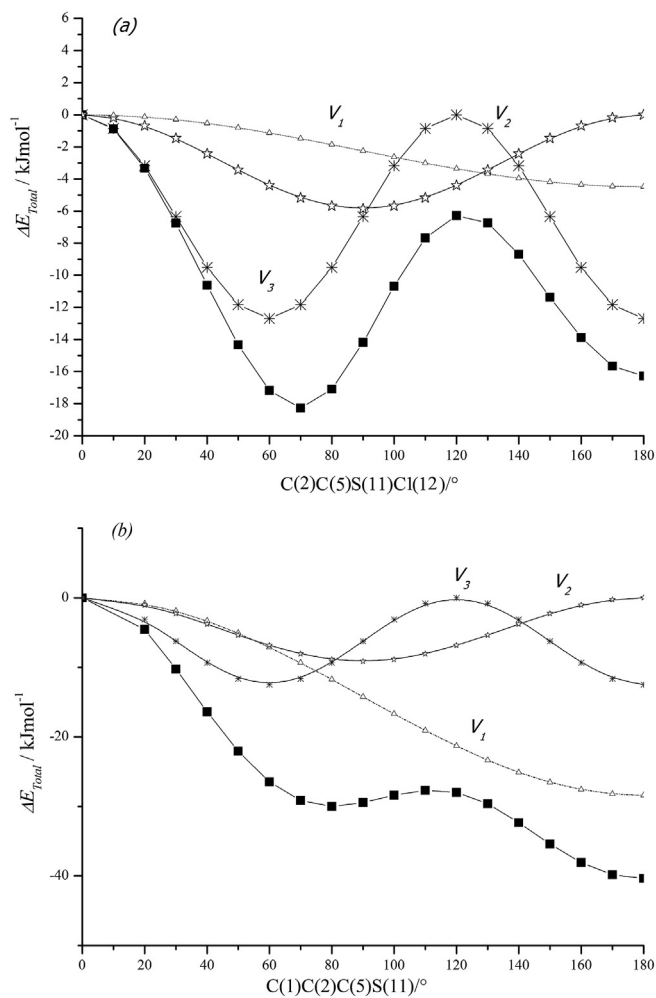 (a)
6
4
2
0
-2
-4
-6
-8
-10
-12
-14
-16
-18
-20
ΔE_Total / kJmol⁻¹
V₁
V₂
V₃
0 20 40 60 80 100 120 140 160 180
C(2)C(5)S(11)Cl(12)/°
(b)
0
-20
-40
ΔE_Total / kJmol⁻¹
V₃
V₂
V₁
0 20 40 60 80 100 120 140 160 180
C(1)C(2)C(5)S(11)/°